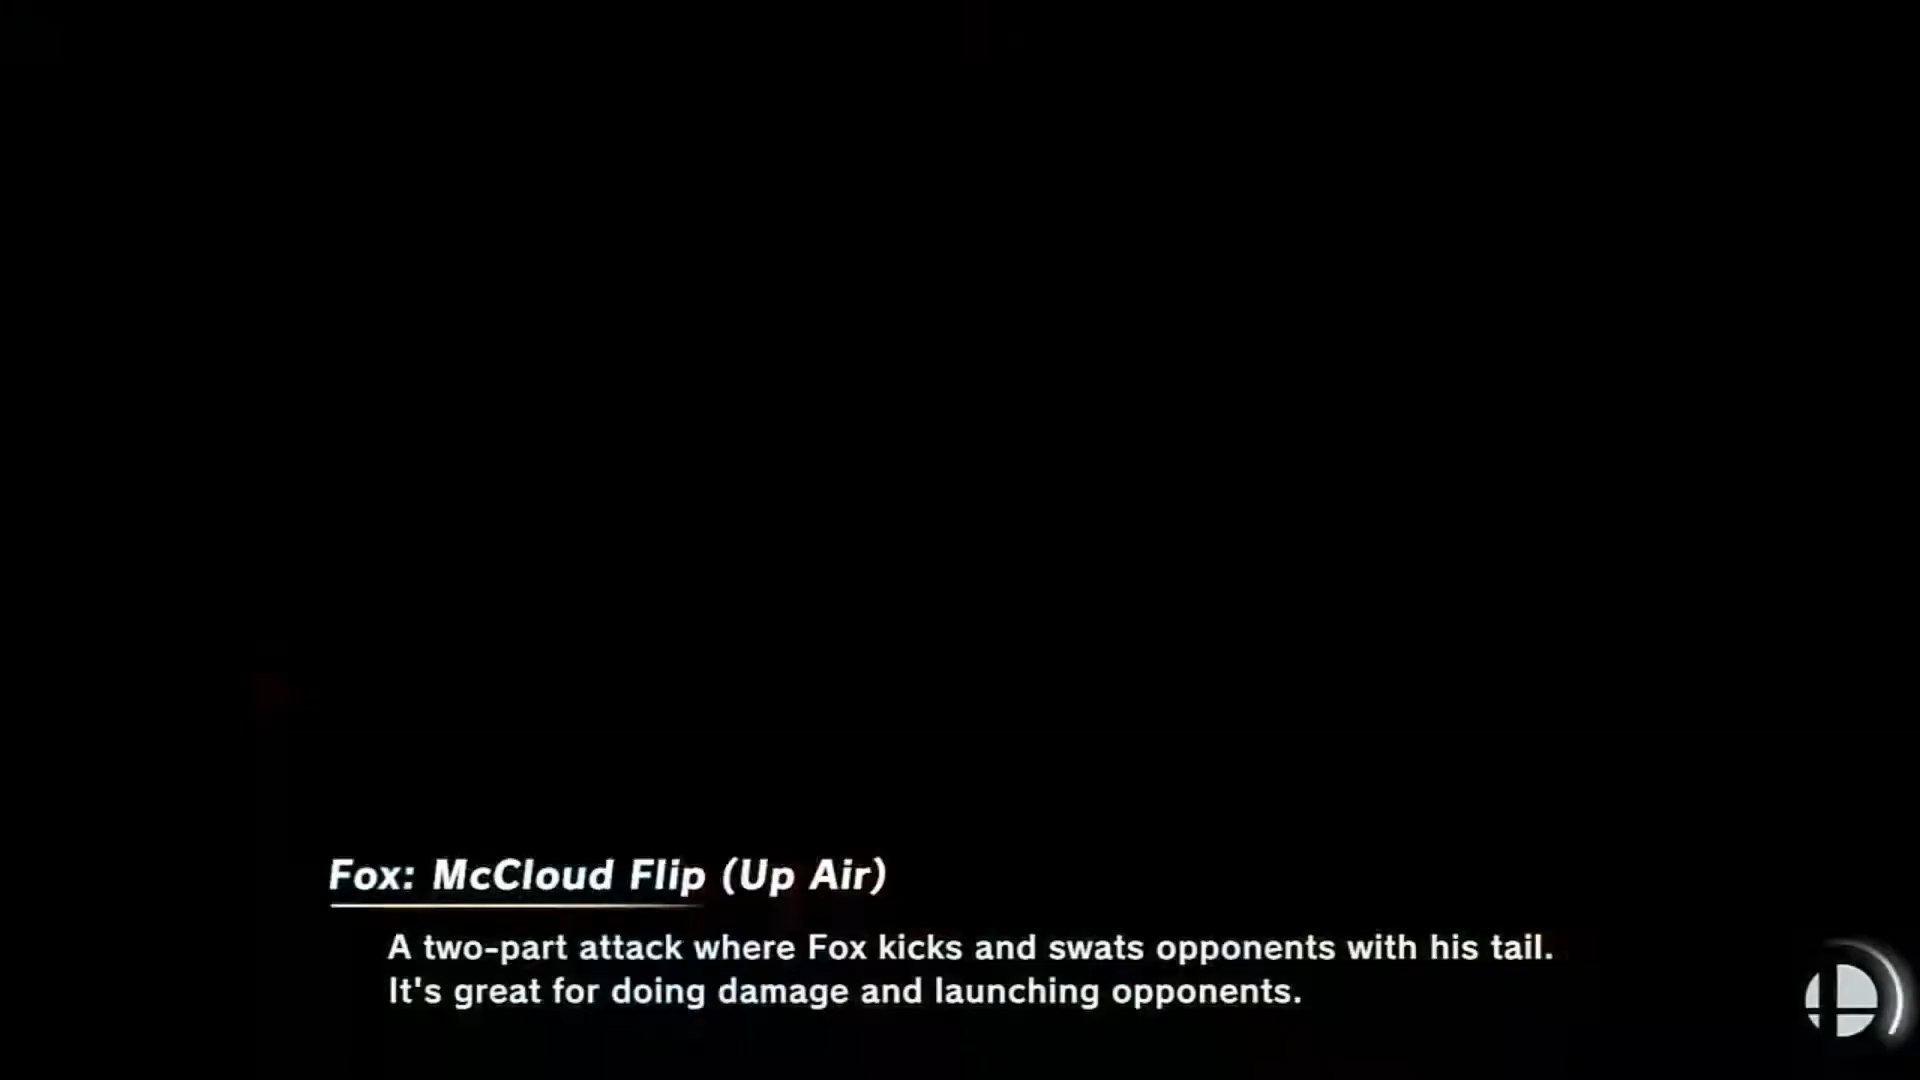 Fox: McCloud Flip (Up Air)
A two-part attack where Fox kicks and swats opponents with his tail.
It's great for doing damage and launching opponents.